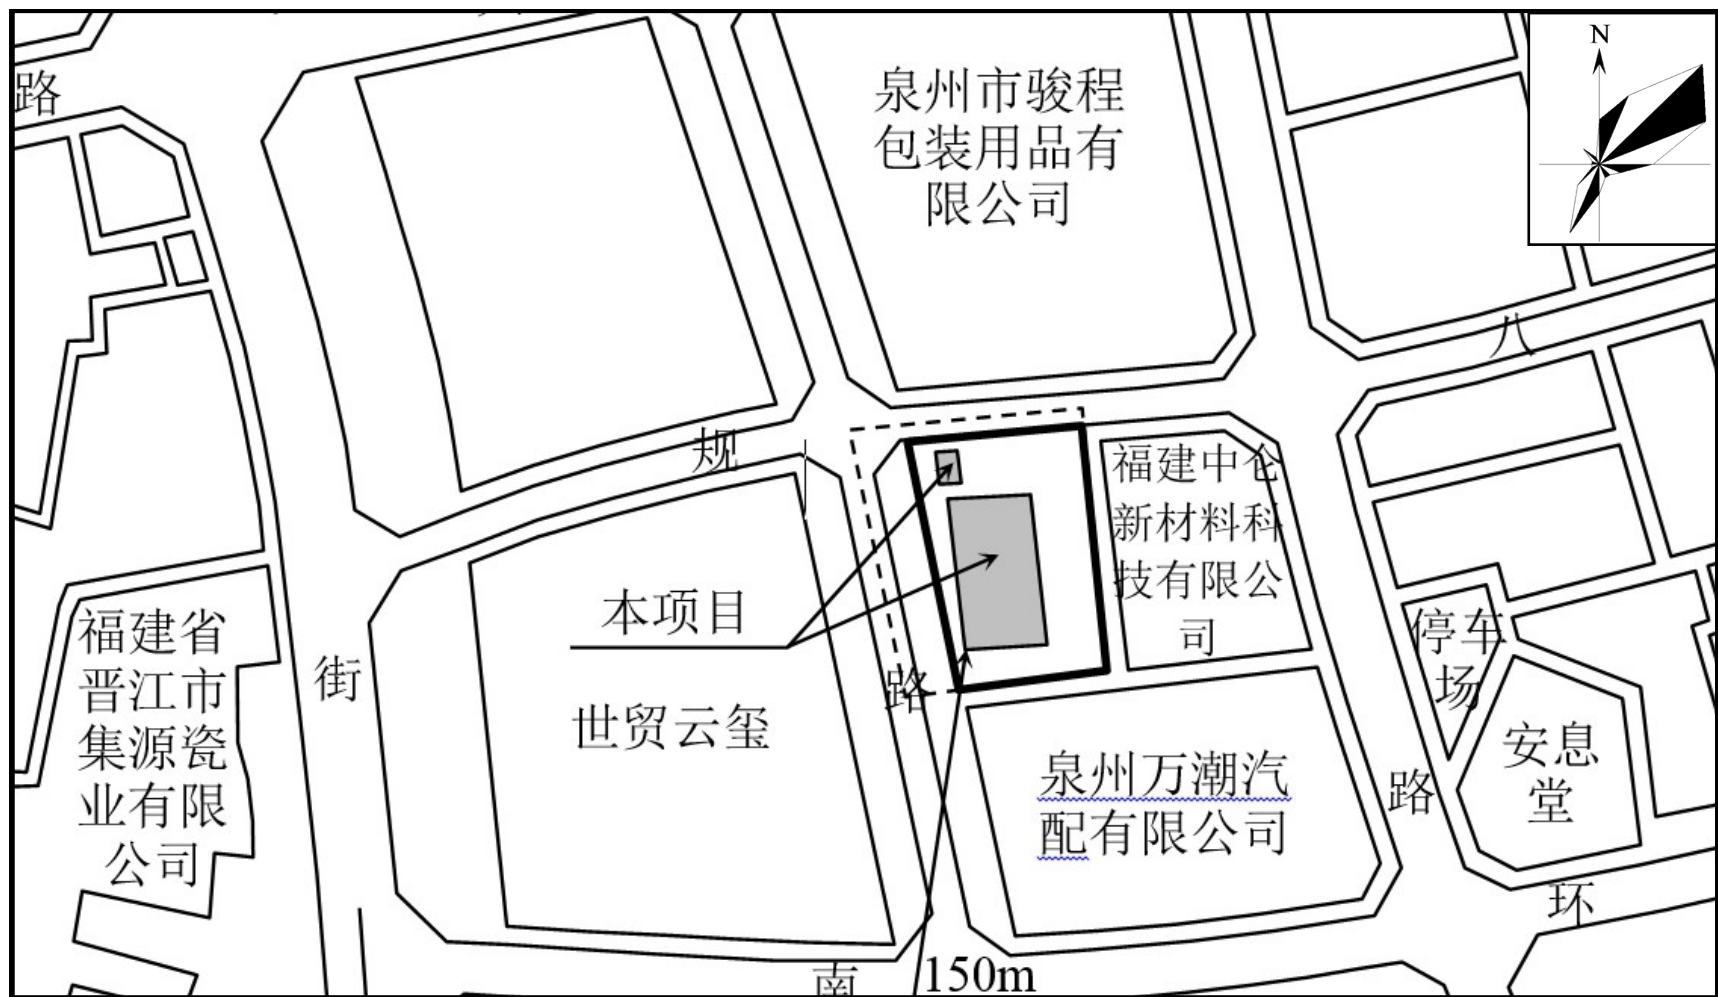 N
路
泉州市骏程
包装用品有
限公司
八
规
一
福建中仑
新材料科
技有限公
司
本项目
福建省
晋江市
集源瓷
业有限
公司
街
世贸云玺
路
停车
场
安息
堂
泉州万潮汽
配有限公司
路
环
南
150m